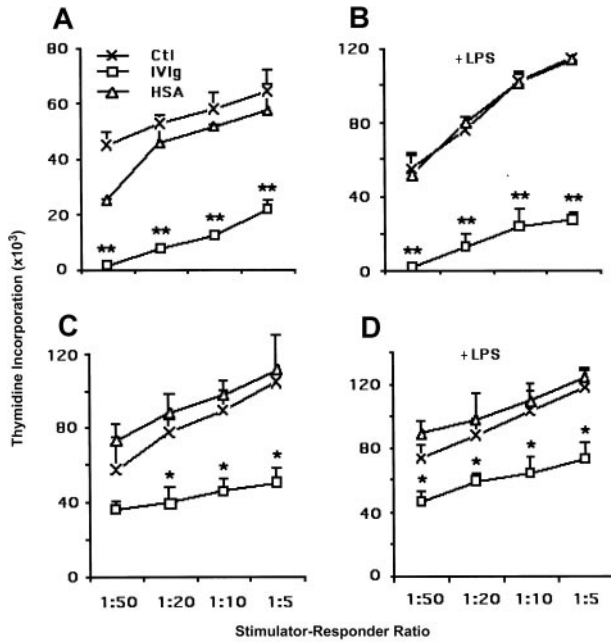 A
80
60
40
20
0
Ctl
IVIg
HSA
** ** ** **
B
+LPS
120
80
40
0
** ** ** **
Thymidine Incorporation (x10³)
C
120
80
40
0
* * *
1:50 1:20 1:10 1:5
D
+LPS
120
80
40
0
* * * *
1:50 1:20 1:10 1:5
Stimulator-Responder Ratio